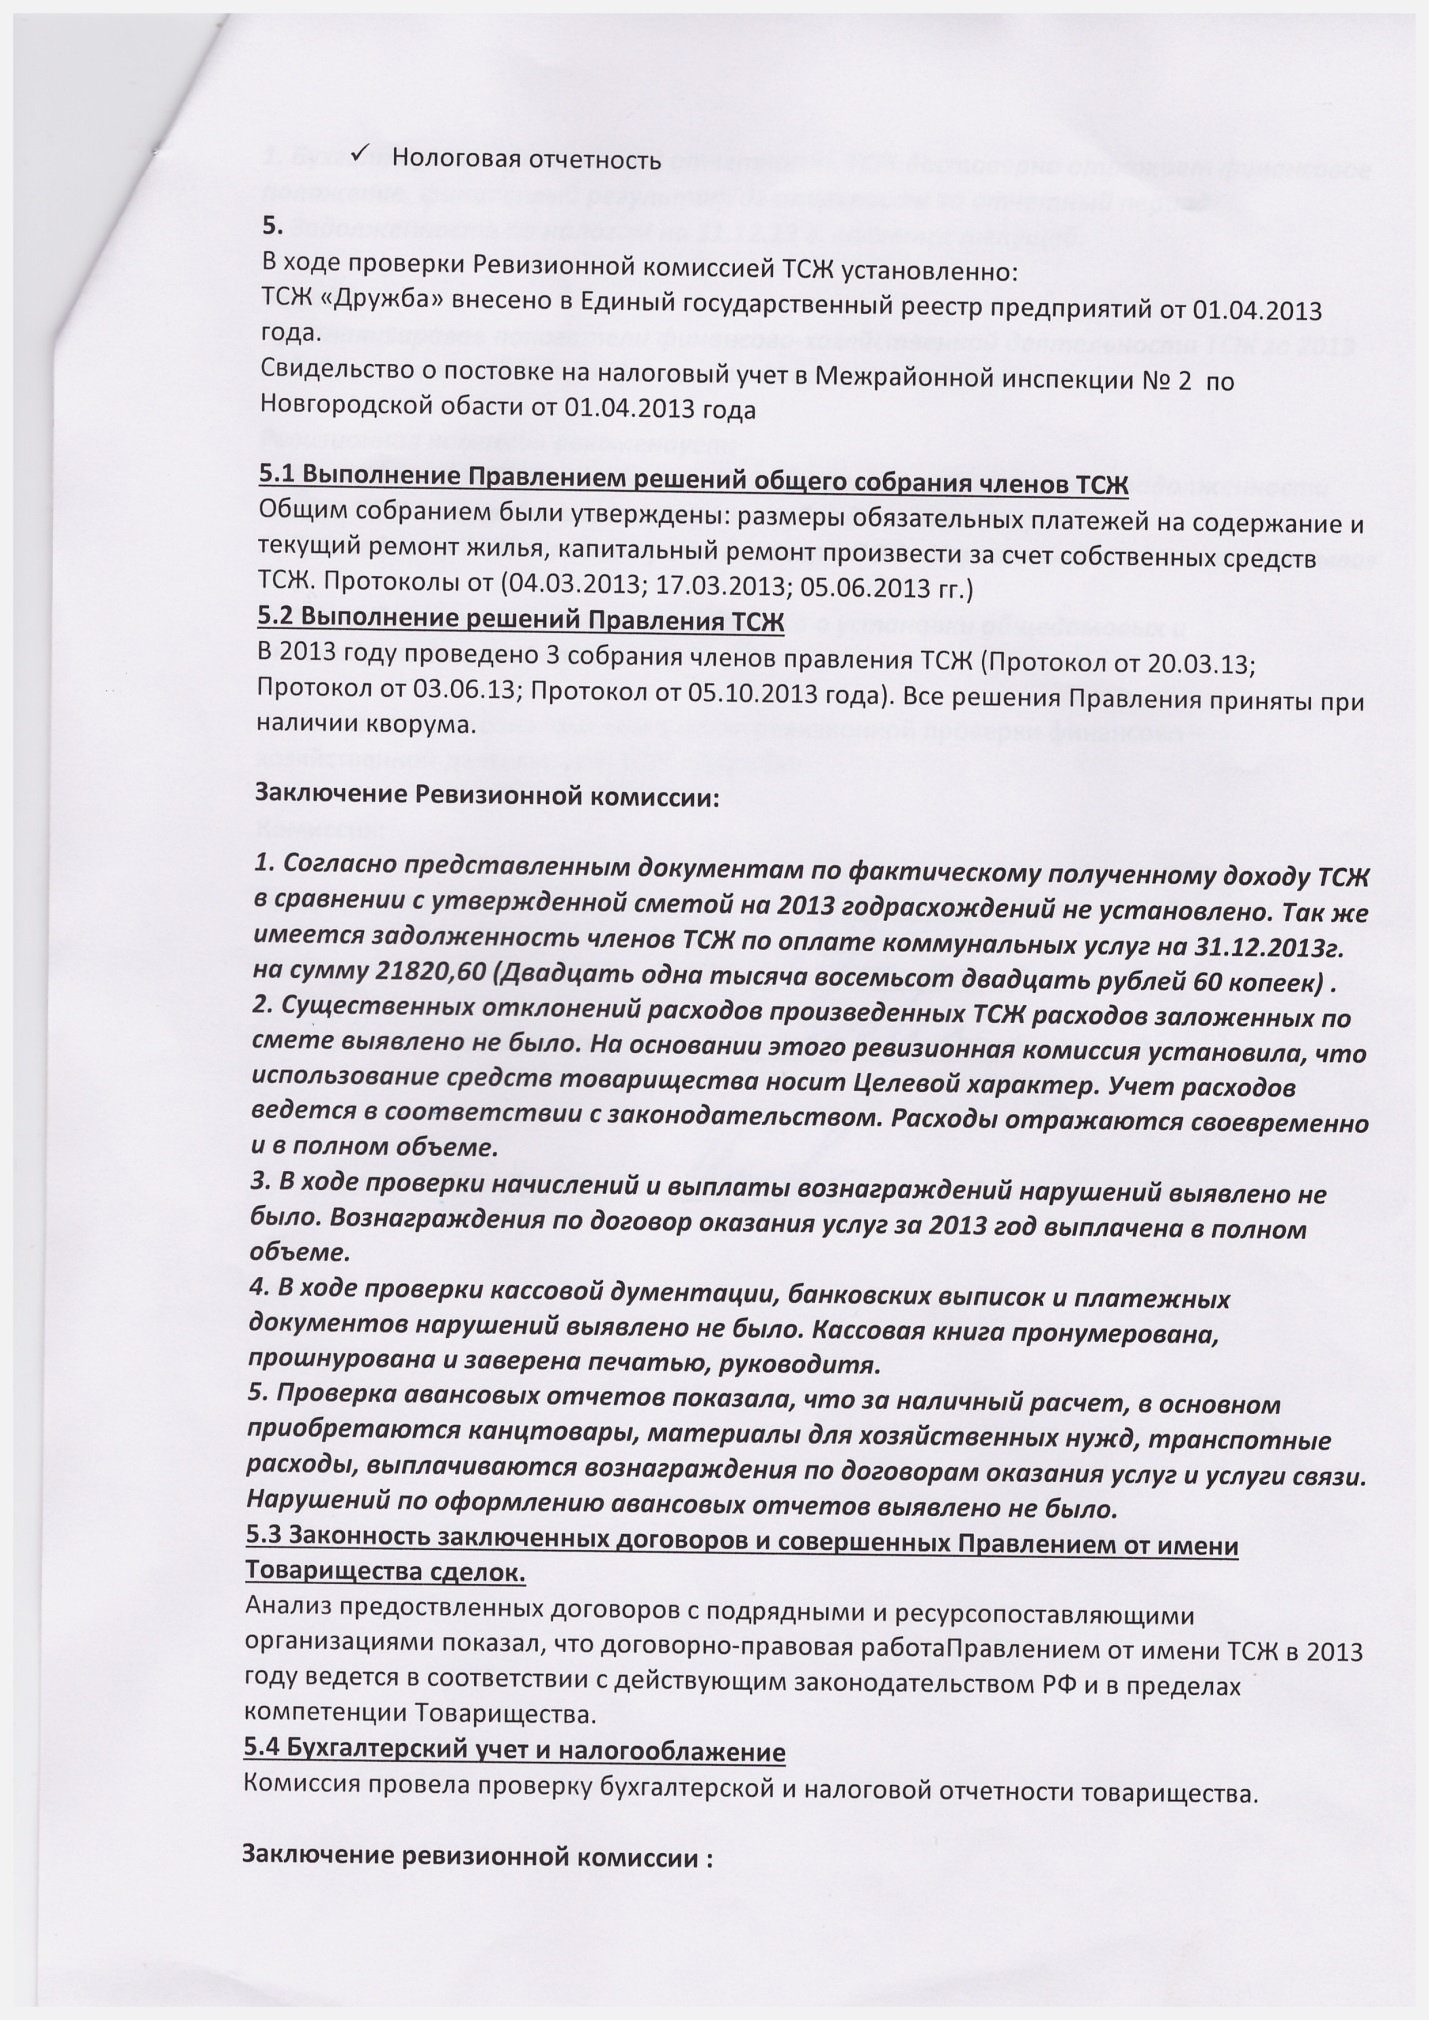 ✓ Нологовая отчетность
5.
В ходе проверки Ревизионной комиссией ТСЖ установленно:
ТСЖ «Дружба» внесено в Единый государственный реестр предприятий от 01.04.2013
года.
Свидельство о постовке на налоговый учет в Межрайонной инспекции № 2 по
Новгородской обасти от 01.04.2013 года
5.1 Выполнение Правлением решений общего собрания членов ТСЖ
Общим собранием были утверждены: размеры обязательных платежей на содержание и
текущий ремонт жилья, капитальный ремонт произвести за счет собственных средств
ТСЖ. Протоколы от (04.03.2013; 17.03.2013; 05.06.2013 гг.)
5.2 Выполнение решений Правления ТСЖ
В 2013 году проведено 3 собрания членов правления ТСЖ (Протокол от 20.03.13;
Протокол от 03.06.13; Протокол от 05.10.2013 года). Все решения Правления приняты при
наличии кворума.
Заключение Ревизионной комиссии:
1. Согласно представленным документам по фактическому полученному доходу ТСЖ
в сравнении с утвержденной сметой на 2013 годрасхождений не установлено. Так же
имеется задолженность членов ТСЖ по оплате коммунальных услуг на 31.12.2013г.
на сумму 21820,60 (Двадцать одна тысяча восемьсот двадцать рублей 60 копеек) .
2. Существенных отклонений расходов произведенных ТСЖ расходов заложенных по
смете выявлено не было. На основании этого ревизионная комиссия установила, что
использование средств товарищества носит Целевой характер. Учет расходов
ведется в соответствии с законодательством. Расходы отражаются своевременно
и в полном объеме.
3. В ходе проверки начислений и выплаты вознаграждений нарушений выявлено не
было. Вознаграждения по договор оказания услуг за 2013 год выплачена в полном
объеме.
4. В ходе проверки кассовой дументации, банковских выписок и платежных
документов нарушений выявлено не было. Кассовая книга пронумерована,
прошнурована и заверена печатью, руководитя.
5. Проверка авансовых отчетов показала, что за наличный расчет, в основном
приобретаются канцтовары, материалы для хозяйственных нужд, транспотные
расходы, выплачиваются вознаграждения по договорам оказания услуг и услуги связи.
Нарушений по оформлению авансовых отчетов выявлено не было.
5.3 Законность заключенных договоров и совершенных Правлением от имени
Товарищества сделок.
Анализ предоствленных договоров с подрядными и ресурсопоставляющими
организациями показал, что договорно-правовая работаПравлением от имени ТСЖ в 2013
году ведется в соответствии с действующим законодательством РФ и в пределах
компетенции Товарищества.
5.4 Бухгалтерский учет и налогооблажение
Комиссия провела проверку бухгалтерской и налоговой отчетности товарищества.
Заключение ревизионной комиссии :